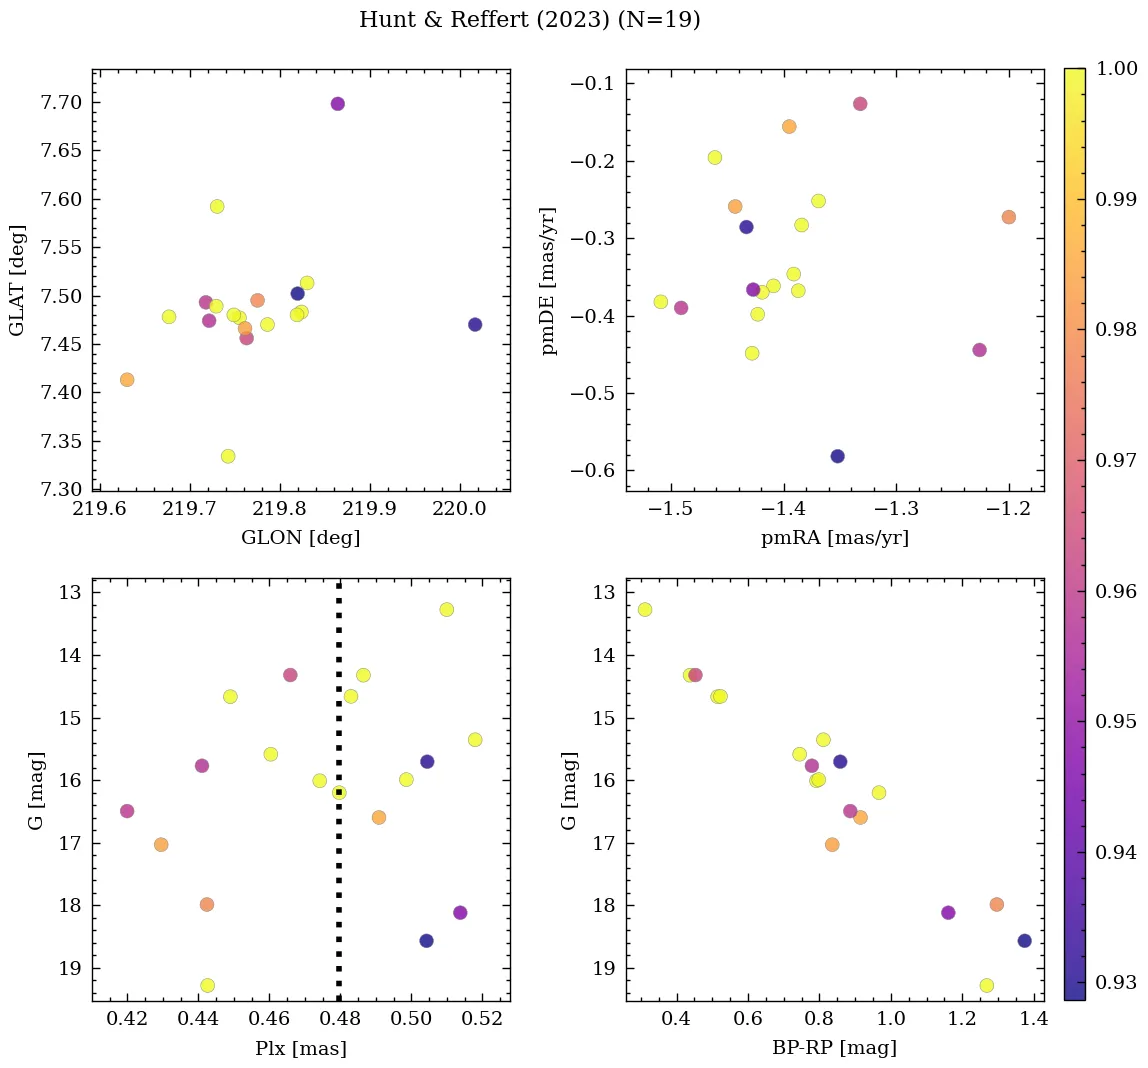 Hunt & Reffert (2023) (N=19)
7.70
7.65
7.60
7.55
7.50
7.45
7.40
7.35
7.30
GLAT [deg]
219.6 219.7 219.8 219.9 220.0
GLON [deg]
−0.1
−0.2
−0.3
−0.4
−0.5
−0.6
pmDE [mas/yr]
−1.5 −1.4 −1.3 −1.2
pmRA [mas/yr]
13
14
15
16
17
18
19
G [mag]
0.42 0.44 0.46 0.48 0.50 0.52
Plx [mas]
13
14
15
16
17
18
19
G [mag]
0.4 0.6 0.8 1.0 1.2 1.4
BP-RP [mag]
1.00
0.99
0.98
0.97
0.96
0.95
0.94
0.93